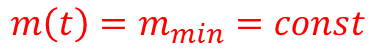 m(t) = m_min = const